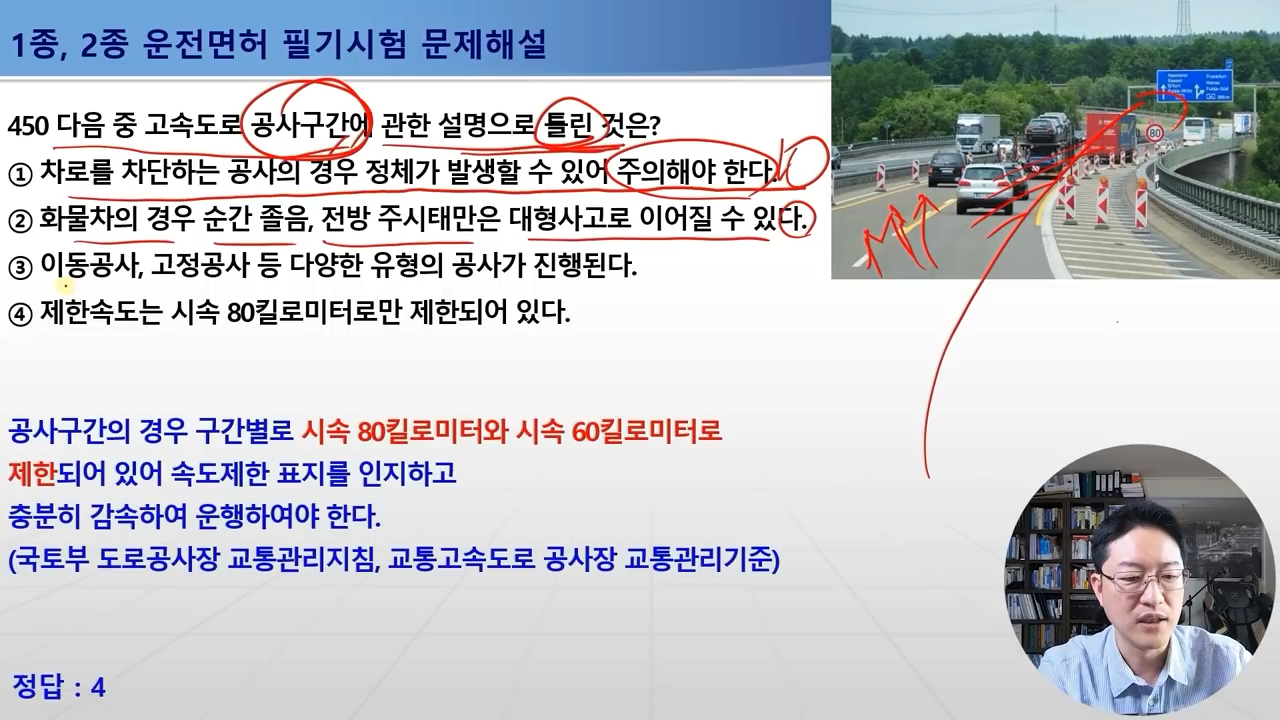 1종, 2종 운전면허 필기시험 문제해설
450 다음 중 고속도로 공사구간에 관한 설명으로 틀린 것은?
① 차로를 차단하는 공사의 경우 정체가 발생할 수 있어 주의해야 한다.
② 화물차의 경우 순간 졸음, 전방 주시태만은 대형사고로 이어질 수 있다.
③ 이동공사, 고정공사 등 다양한 유형의 공사가 진행된다.
④ 제한속도는 시속 80킬로미터로만 제한되어 있다.
80
공사구간의 경우 구간별로 시속 80킬로미터와 시속 60킬로미터로
제한되어 있어 속도제한 표지를 인지하고
충분히 감속하여 운행하여야 한다.
(국토부 도로공사장 교통관리지침, 교통고속도로 공사장 교통관리기준)
정답 : 4